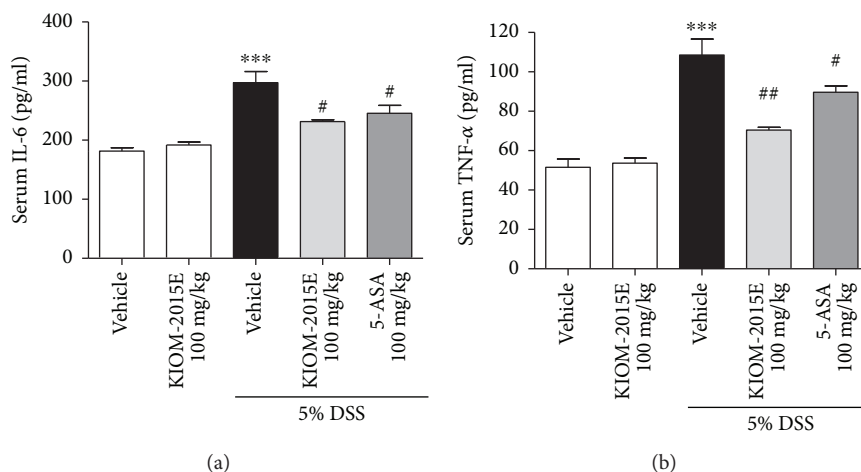 Serum IL-6 (pg/ml)
400
300
200
100
0
***
#
#
Vehicle
KIOM-2015E
100 mg/kg
Vehicle
KIOM-2015E
100 mg/kg
5-ASA
100 mg/kg
5% DSS
(a)
Serum TNF-α (pg/ml)
120
100
80
60
40
20
0
***
##
#
Vehicle
KIOM-2015E
100 mg/kg
Vehicle
KIOM-2015E
100 mg/kg
5-ASA
100 mg/kg
5% DSS
(b)